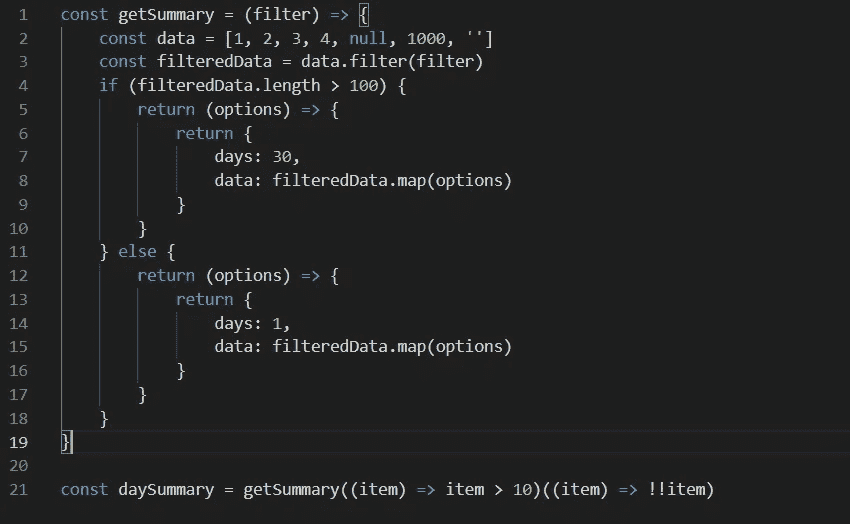 1 const getSummary = (filter) => {
2 const data = [1, 2, 3, 4, null, 1000, '']
3 const filteredData = data.filter(filter)
4 if (filteredData.length > 100) {
5 return (options) => {
6 return {
7 days: 30,
8 data: filteredData.map(options)
9 }
10 }
11 } else {
12 return (options) => {
13 return {
14 days: 1,
15 data: filteredData.map(options)
16 }
17 }
18 }
19 }
20
21 const daySummary = getSummary((item) => item > 10)((item) => !!item)